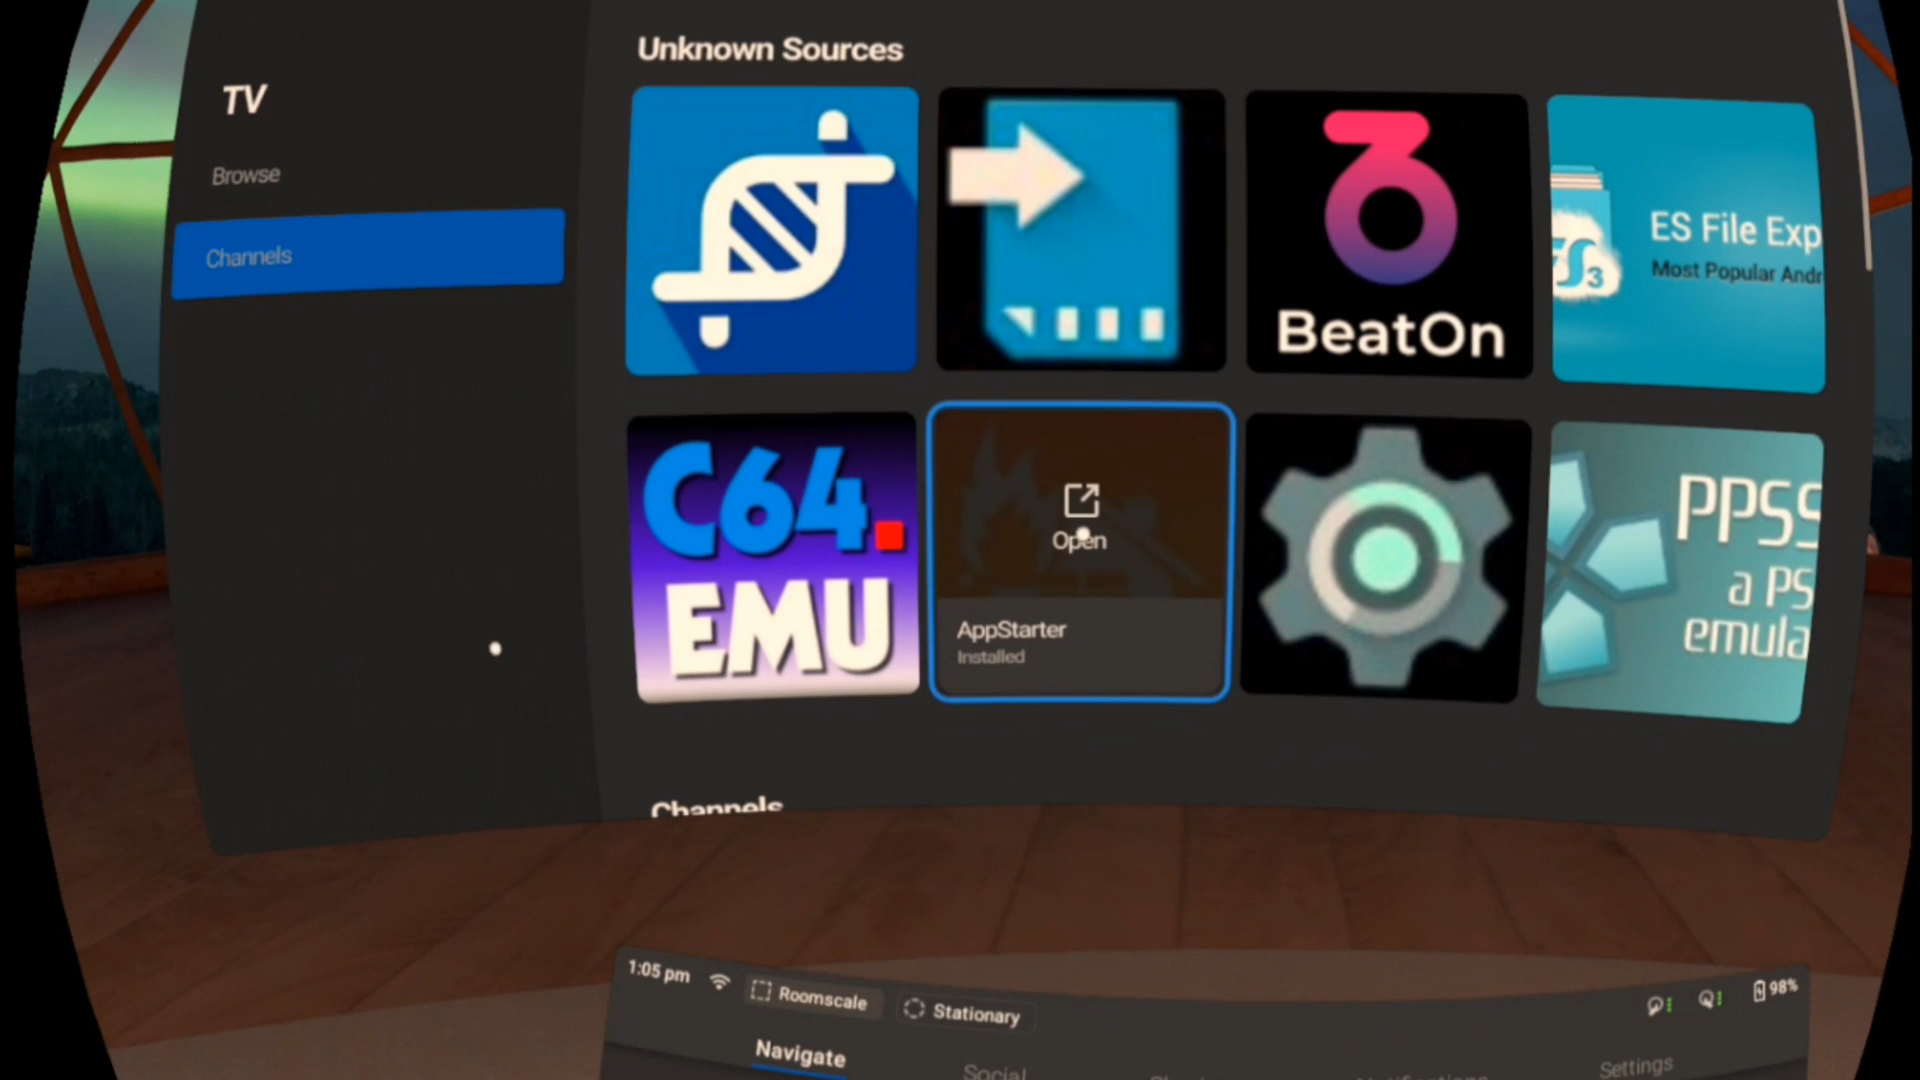 TV
Browse
Channels
Unknown Sources
BeatOn
ES File Exp
Most Popular Andr
3
C64.
EMU
Open
AppStarter
Installed
PPSS
a PS
emula
Channels
1:05 pm
Roomscale
Stationary
98%
Navigate
Social
Settings